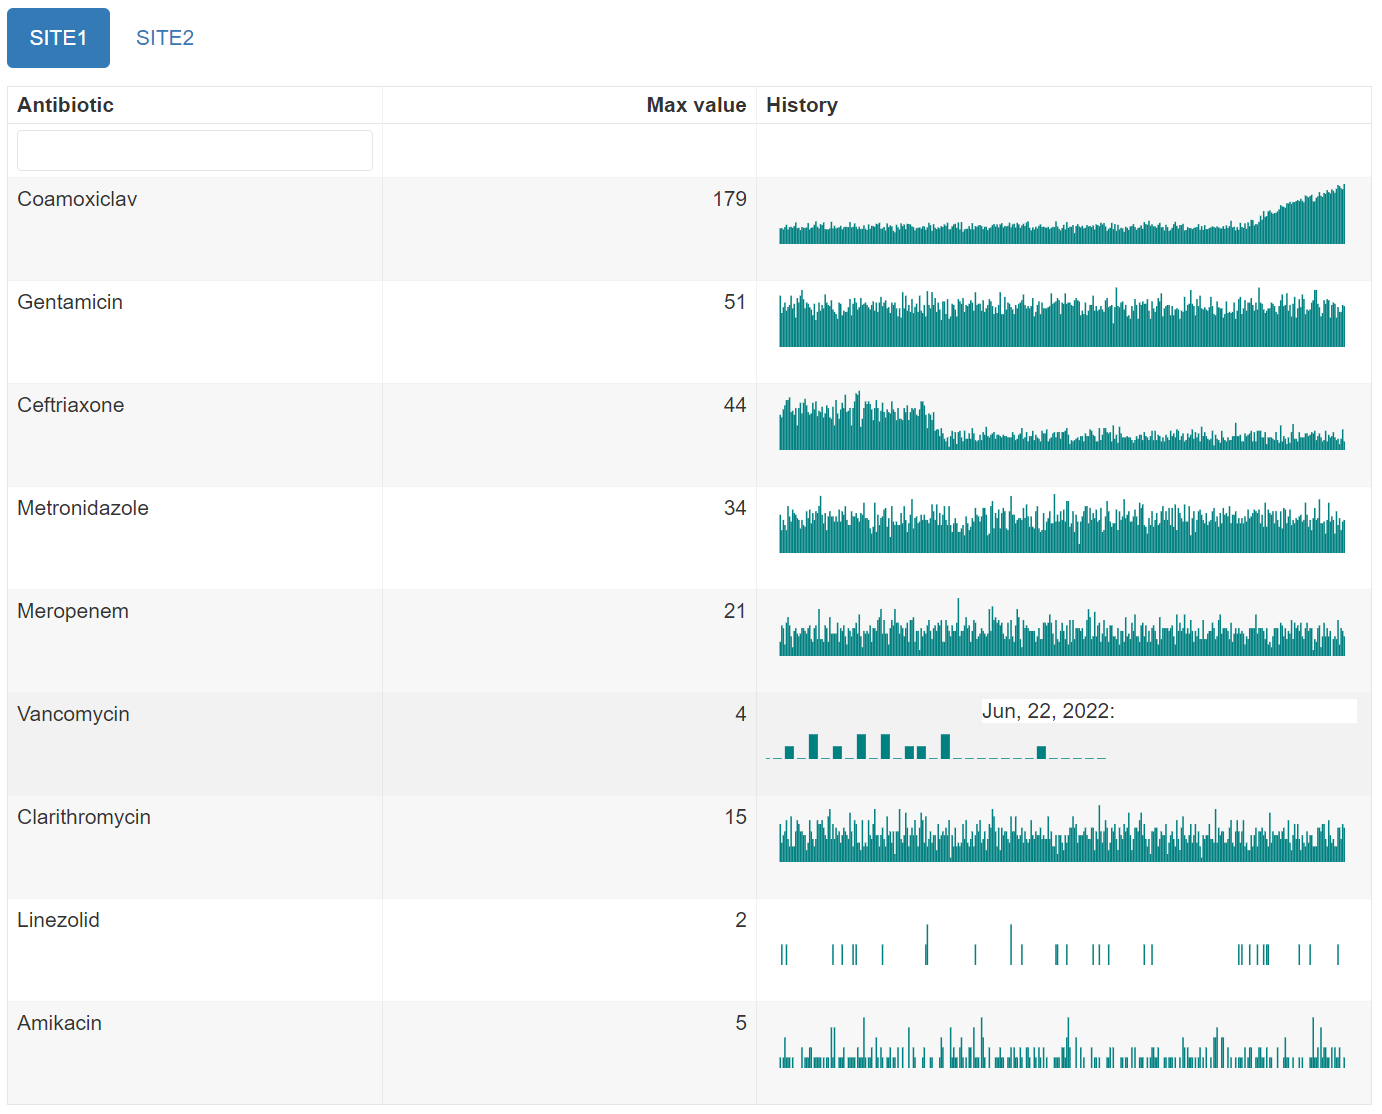 SITE1 SITE2
Antibiotic Max value History
Coamoxiclav 179
Gentamicin 51
Ceftriaxone 44
Metronidazole 34
Meropenem 21
Vancomycin 4 Jun, 22, 2022:
Clarithromycin 15
Linezolid 2
Amikacin 5